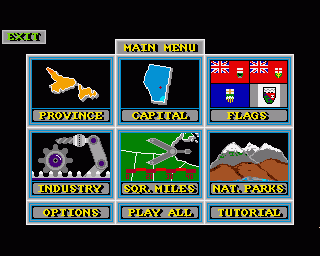 EXIT
MAIN MENU
PROVINCE CAPITAL FLAGS
INDUSTRY SQR. MILES NAT. PARKS
OPTIONS PLAY ALL TUTORIAL